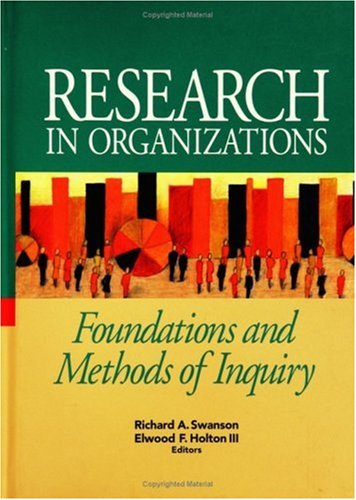 Copyrighted Material
RESEARCH
IN ORGANIZATIONS
Foundations and
Methods of Inquiry
Richard A. Swanson
Elwood F. Holton III
Editors
Copyrighted Material